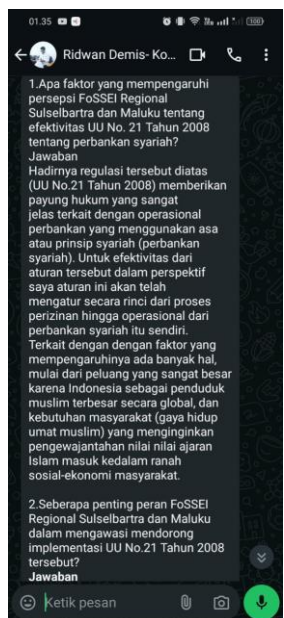 01.35
100
Ridwan Demis- Ko...
1.Apa faktor yang mempengaruhi
persepsi FoSSEI Regional
Sulselbartra dan Maluku tentang
efektivitas UU No. 21 Tahun 2008
tentang perbankan syariah?
Jawaban
Hadirnya regulasi tersebut diatas
(UU No.21 Tahun 2008) memberikan
payung hukum yang sangat
jelas terkait dengan operasional
perbankan yang menggunakan asa
atau prinsip syariah (perbankan
syariah). Untuk efektivitas dari
aturan tersebut dalam perspektif
saya aturan ini akan telah
mengatur secara rinci dari proses
perizinan hingga operasional dari
perbankan syariah itu sendiri.
Terkait dengan dengan faktor yang
mempengaruhinya ada banyak hal,
mulai dari peluang yang sangat besar
karena Indonesia sebagai penduduk
muslim terbesar secara global, dan
kebutuhan masyarakat (gaya hidup
umat muslim) yang menginginkan
pengewajantahan nilai nilai ajaran
Islam masuk kedalam ranah
sosial-ekonomi masyarakat.
2.Seberapa penting peran FoSSEI
Regional Sulselbartra dan Maluku
dalam mengawasi mendorong
implementasi UU No.21 Tahun 2008
tersebut?
Jawaban
Ketik pesan